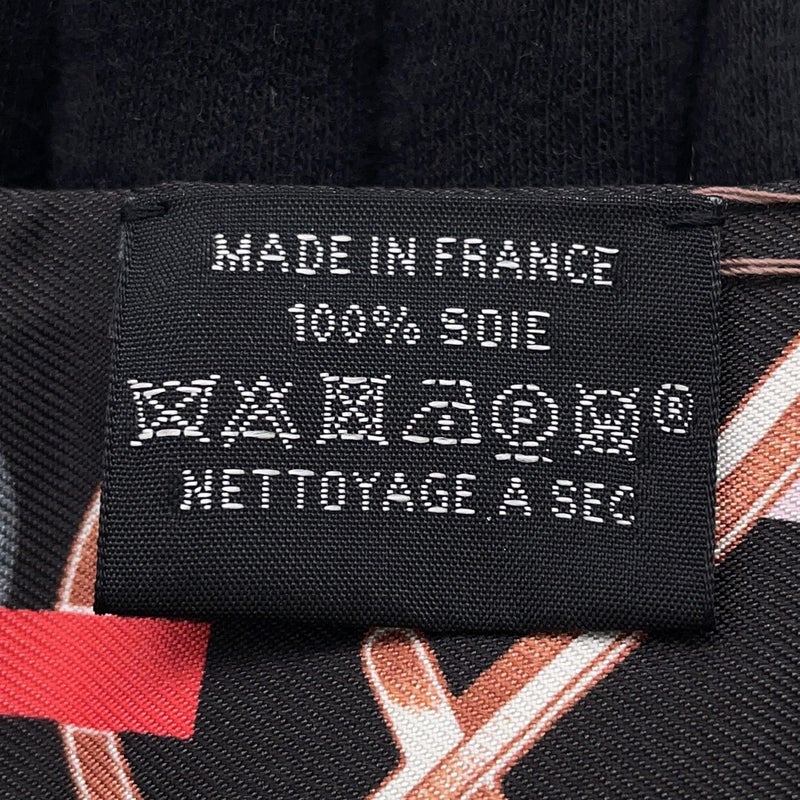 MADE IN FRANCE
100% SOIE
P W ®
NETTOYAGE A SEC